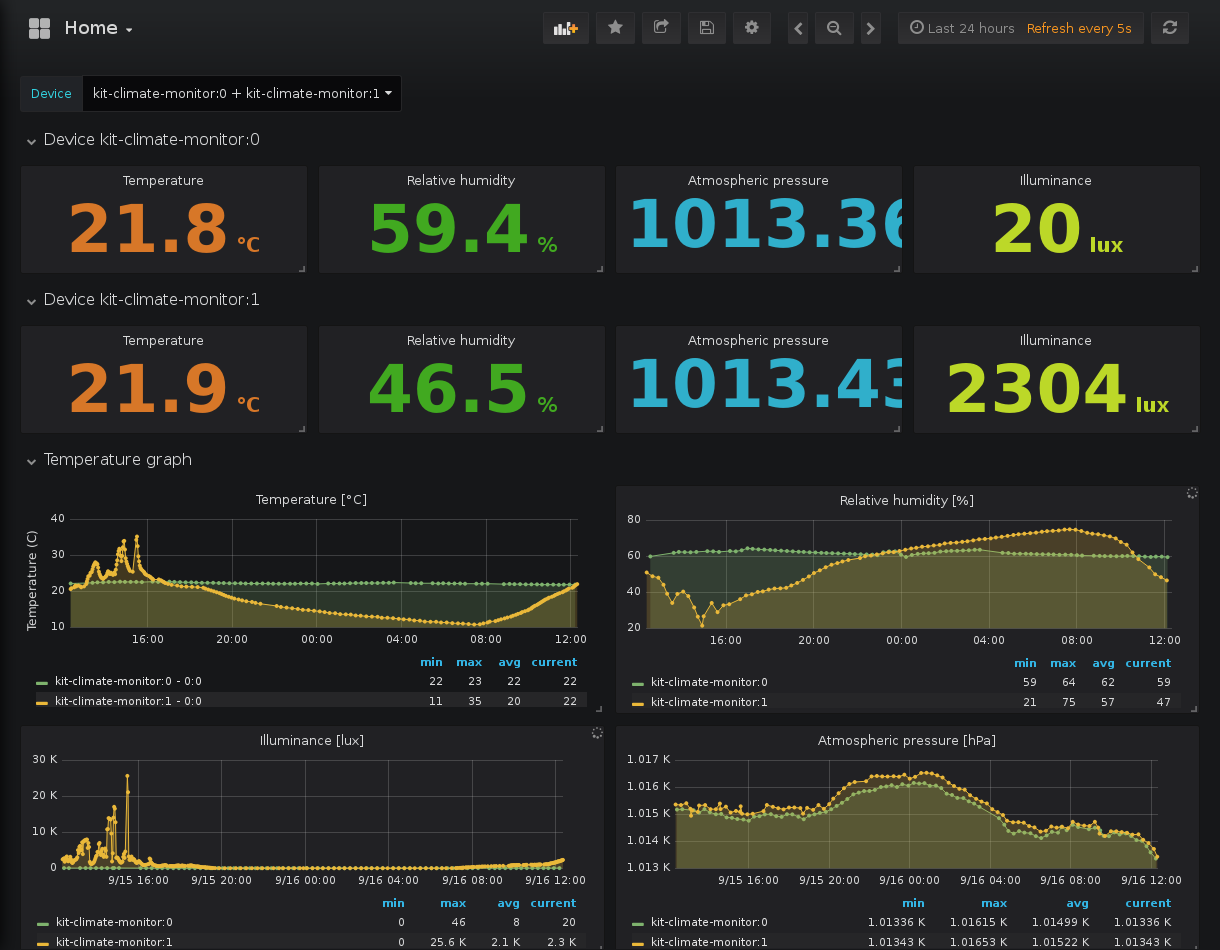 Home
Last 24 hours Refresh every 5s
Device kit-climate-monitor:0 + kit-climate-monitor:1
Device kit-climate-monitor:0
Temperature Relative humidity Atmospheric pressure Illuminance
21.8 °C 59.4 % 1013.36 20 lux
Device kit-climate-monitor:1
Temperature Relative humidity Atmospheric pressure Illuminance
21.9 °C 46.5 % 1013.43 2304 lux
Temperature graph
Temperature [°C]
Temperature (C)
40
30
20
10
16:00 20:00 00:00 04:00 08:00 12:00
min max avg current
kit-climate-monitor:0 - 0:0 22 23 22 22
kit-climate-monitor:1 - 0:0 11 35 20 22
Relative humidity [%]
80
60
40
20
16:00 20:00 00:00 04:00 08:00 12:00
min max avg current
kit-climate-monitor:0 59 64 62 59
kit-climate-monitor:1 21 75 57 47
Illuminance [lux]
30 K
20 K
10 K
0
9/15 16:00 9/15 20:00 9/16 00:00 9/16 04:00 9/16 08:00 9/16 12:00
min max avg current
kit-climate-monitor:0 0 46 8 20
kit-climate-monitor:1 0 25.6 K 2.1 K 2.3 K
Atmospheric pressure [hPa]
1.017 K
1.016 K
1.015 K
1.014 K
1.013 K
9/15 16:00 9/15 20:00 9/16 00:00 9/16 04:00 9/16 08:00 9/16 12:00
min max avg current
kit-climate-monitor:0 1.01336 K 1.01615 K 1.01499 K 1.01336 K
kit-climate-monitor:1 1.01343 K 1.01653 K 1.01522 K 1.01343 K